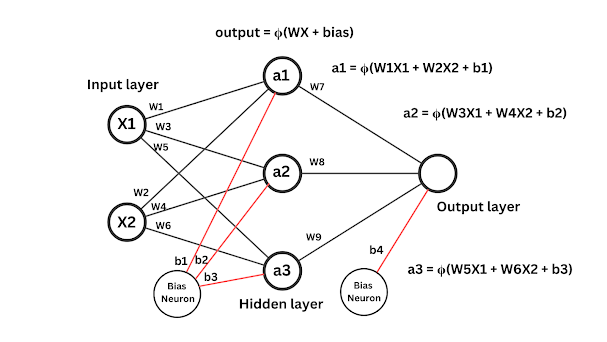 output = ϕ(WX + bias)
a1 = ϕ(W1X1 + W2X2 + b1)
Input layer
a1
W7
W1
X1
W3
a2 = ϕ(W3X1 + W4X2 + b2)
W5
W8
a2
W2
W4
X2
W6
Output layer
W9
b1
b2
b3
a3
b4
a3 = ϕ(W5X1 + W6X2 + b3)
Bias
Neuron
Hidden layer
Bias
Neuron